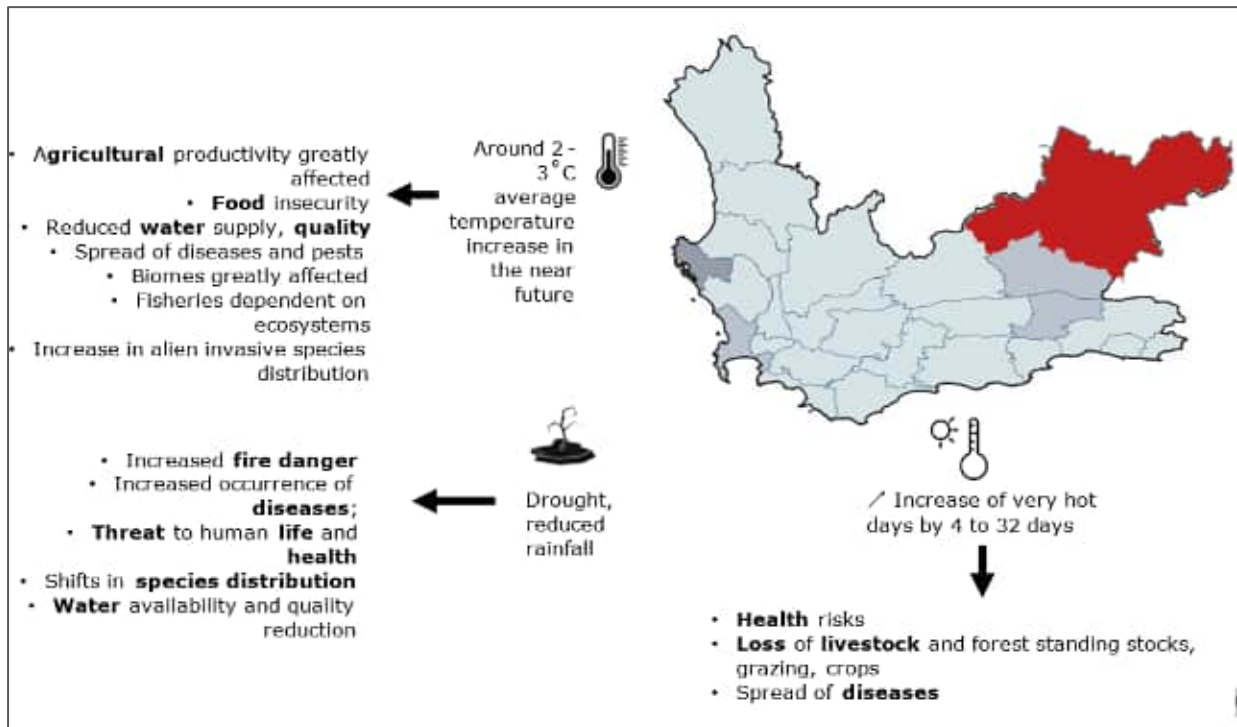 • Agricultural productivity greatly
affected
• Food insecurity
• Reduced water supply, quality
• Spread of diseases and pests
• Biomes greatly affected
• Fisheries dependent on
ecosystems
• Increase in alien invasive species
distribution
Around 2 -
3°C
average
temperature
increase in
the near
future
• Increased fire danger
• Increased occurrence of
diseases;
• Threat to human life and
health
• Shifts in species distribution
• Water availability and quality
reduction
Drought,
reduced
rainfall
Increase of very hot
days by 4 to 32 days
• Health risks
• Loss of livestock and forest standing stocks,
grazing, crops
• Spread of diseases